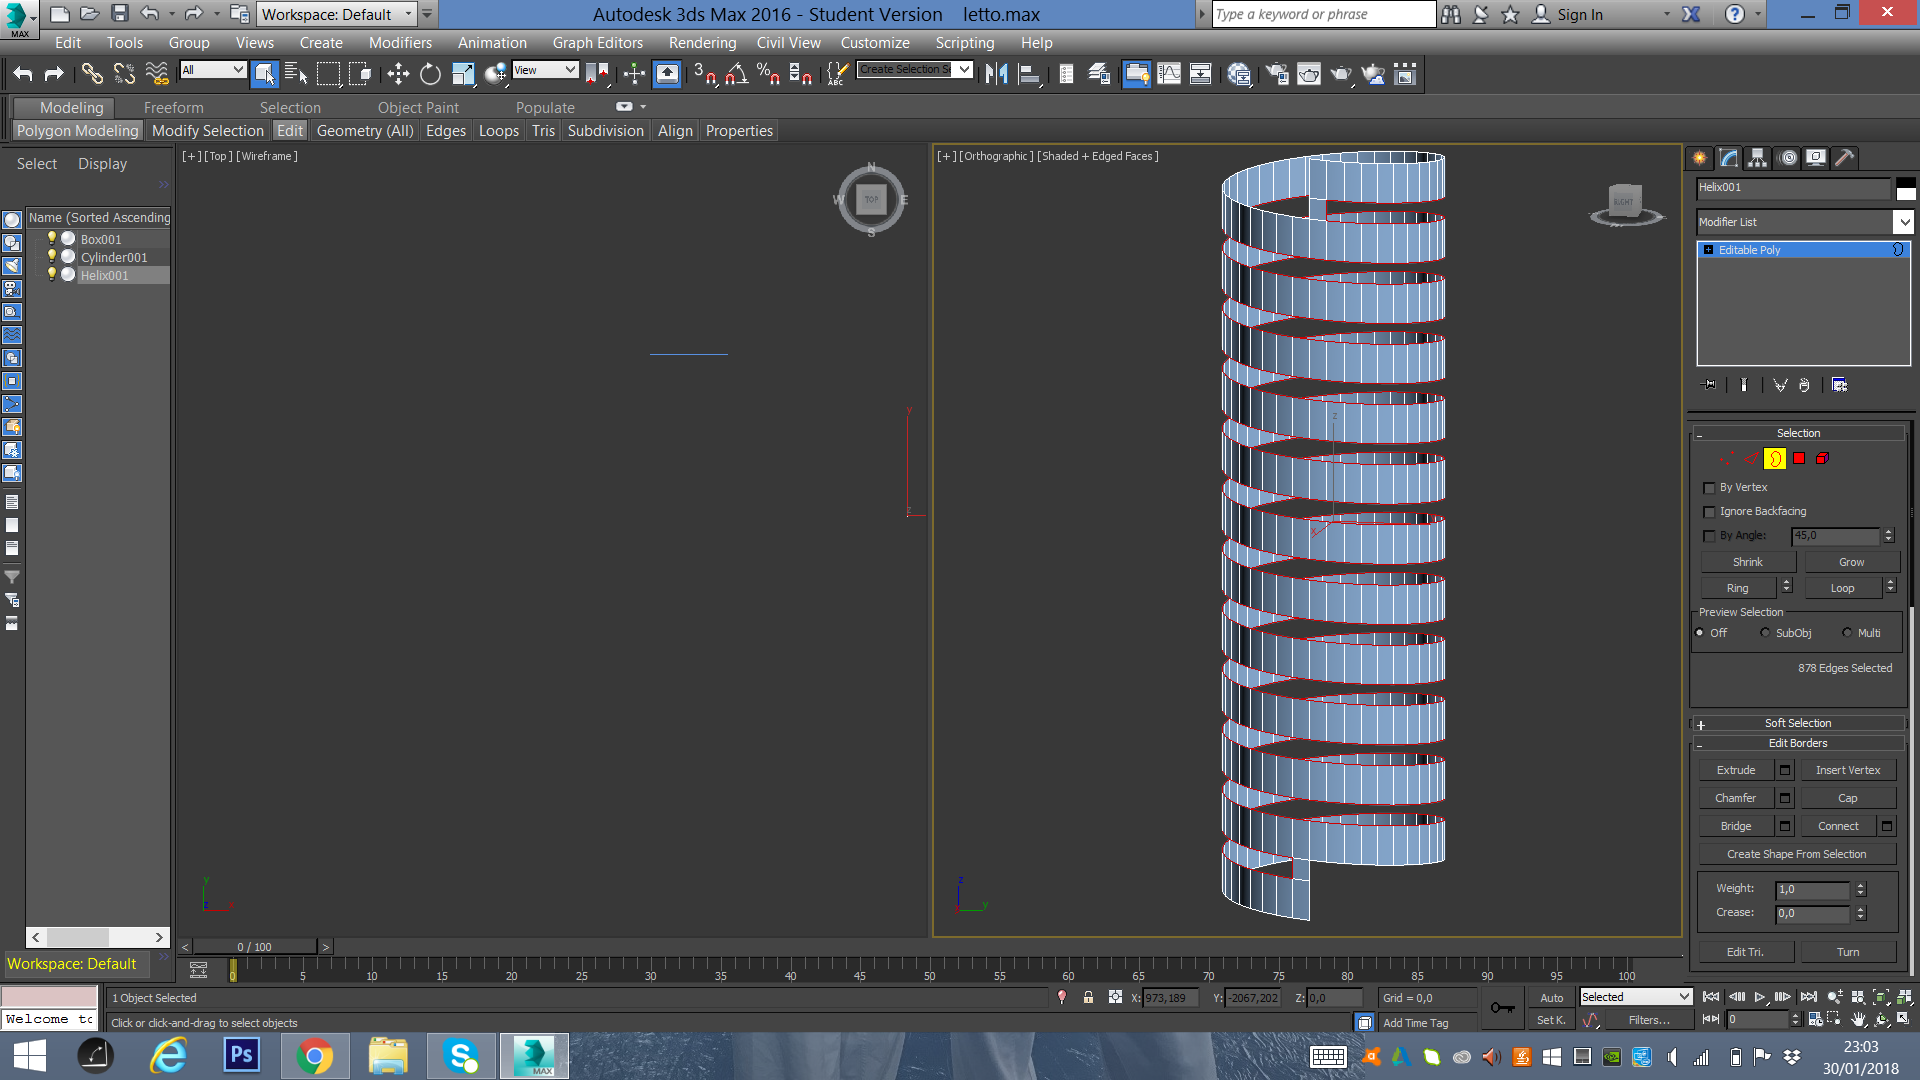 Workspace: Default
Autodesk 3ds Max 2016 - Student Version letto.max
Type a keyword or phrase
Sign In
MAX
Edit Tools Group Views Create Modifiers Animation Graph Editors Rendering Civil View Customize Scripting Help
All
View
3
ABC
Create Selection Se
Modeling Freeform Selection Object Paint Populate
Polygon Modeling Modify Selection Edit Geometry (All) Edges Loops Tris Subdivision Align Properties
Select Display
Name (Sorted Ascending
Box001
Cylinder001
Helix001
[+] [Top] [Wireframe]
N
W TOP E
S
y
z
y
z x
[+] [Orthographic] [Shaded + Edged Faces]
RIGHT
z
x
z
y
Helix001
Modifier List
Editable Poly
Selection
By Vertex
Ignore Backfacing
By Angle: 45,0
Shrink Grow
Ring Loop
Preview Selection
Off SubObj Multi
878 Edges Selected
Soft Selection
Edit Borders
Extrude Insert Vertex
Chamfer Cap
Bridge Connect
Create Shape From Selection
Weight: 1,0
Crease: 0,0
Edit Tri. Turn
< 0 / 100 >
Workspace: Default
0 5 10 15 20 25 30 35 40 45 50 55 60 65 70 75 80 85 90 95 100
1 Object Selected
X: 973,189 Y: -2067,202 Z: 0,0
Grid = 0,0
Auto Selected
Welcome to
Click or click-and-drag to select objects
Add Time Tag
Set K. Filters...
0
Ps
MAX
23:03
30/01/2018